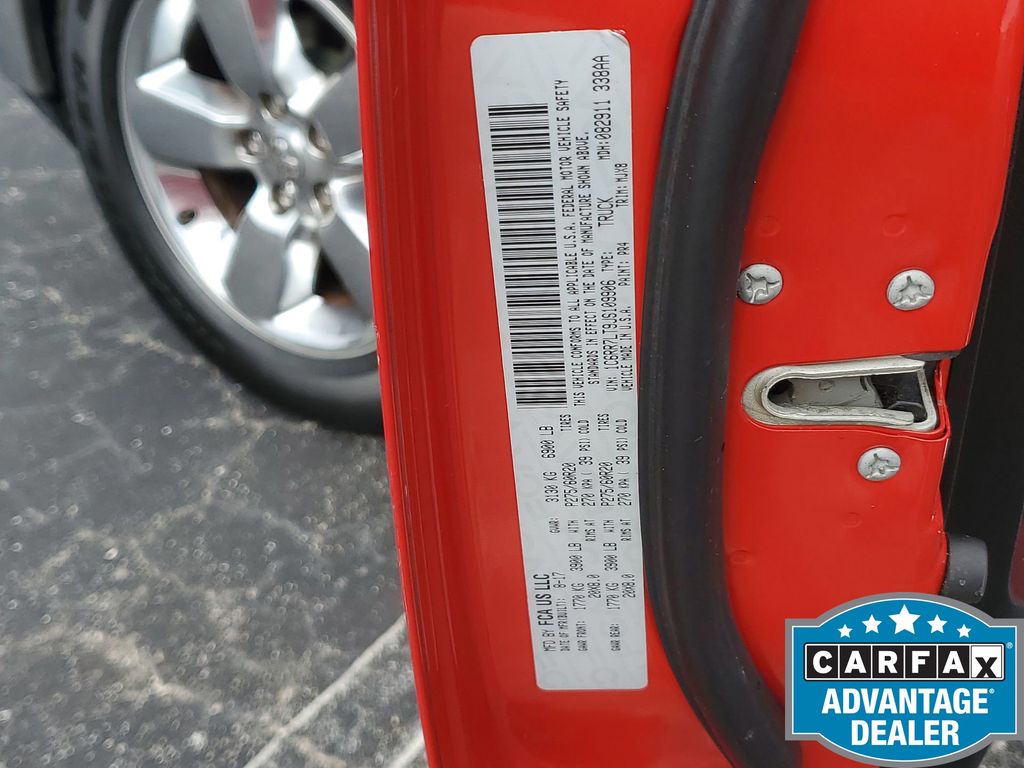 MFD BY: FCA US LLC
DATE OF MFR(BUILT): 9-17 GVWR: 3130 KG 6900 LB
GAWR FRONT: 1770 KG 3900 LB WITH P275/60R20 TIRES
20X8.0 RIMS AT 270 KPA ( 39 PSI) COLD
GAWR REAR: 1770 KG 3900 LB WITH P275/60R20 TIRES
20X8.0 RIMS AT 270 KPA ( 39 PSI) COLD
THIS VEHICLE CONFORMS TO ALL APPLICABLE U.S.A. FEDERAL MOTOR VEHICLE SAFETY
STANDARDS IN EFFECT ON THE DATE OF MANUFACTURE SHOWN ABOVE.
VIN: 1C6RR7LT9JS109906 TYPE: TRUCK MDH:082911 338AA
VEHICLE MADE IN U.S.A. PAINT: PR4 TRIM:MJX8
CARFAX
ADVANTAGE
DEALER